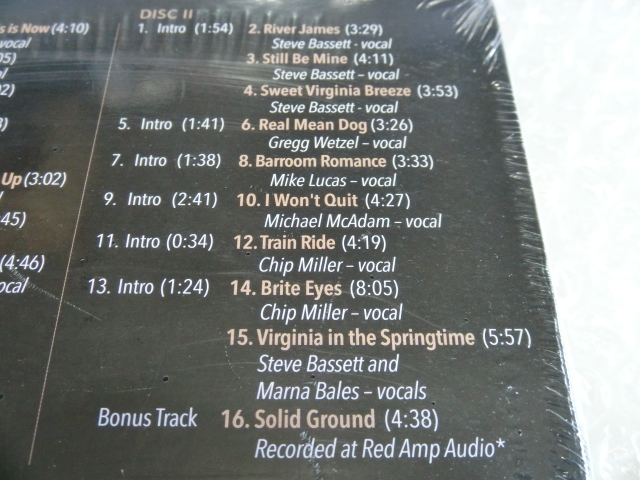 s is Now (4:10)
vocal
05)
l
02)
3)
Up (3:02)
:45)
(4:46)
ocal
DISC II
1. Intro (1:54) 2. River James (3:29)
Steve Bassett - vocal
3. Still Be Mine (4:11)
Steve Bassett – vocal
4. Sweet Virginia Breeze (3:53)
Steve Bassett - vocal
5. Intro (1:41) 6. Real Mean Dog (3:26)
Gregg Wetzel – vocal
7. Intro (1:38) 8. Barroom Romance (3:33)
Mike Lucas – vocal
9. Intro (2:41) 10. I Won't Quit (4:27)
Michael McAdam – vocal
11. Intro (0:34) 12. Train Ride (4:19)
Chip Miller – vocal
13. Intro (1:24) 14. Brite Eyes (8:05)
Chip Miller – vocal
15. Virginia in the Springtime (5:57)
Steve Bassett and
Marna Bales – vocals
Bonus Track 16. Solid Ground (4:38)
Recorded at Red Amp Audio*